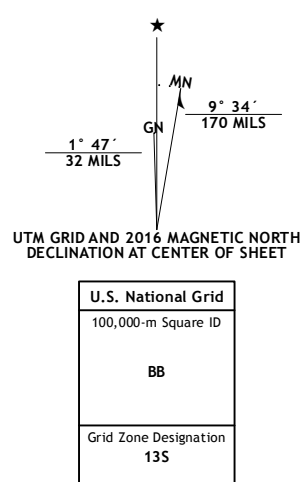 ★
MN
GN
9° 34´
170 MILS
1° 47´
32 MILS
UTM GRID AND 2016 MAGNETIC NORTH
DECLINATION AT CENTER OF SHEET
U.S. National Grid
100,000-m Square ID
BB
Grid Zone Designation
13S